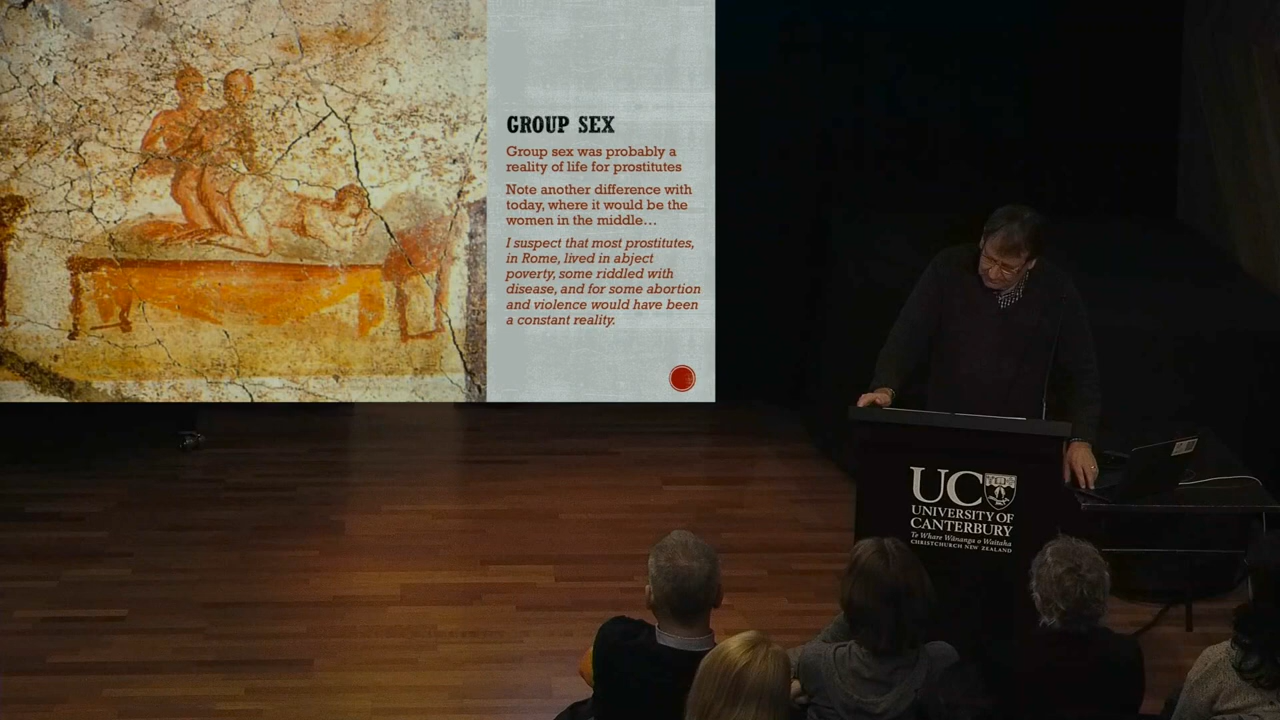 GROUP SEX
Group sex was probably a
reality of life for prostitutes
Note another difference with
today, where it would be the
women in the middle…
I suspect that most prostitutes,
in Rome, lived in abject
poverty, some riddled with
disease, and for some abortion
and violence would have been
a constant reality.
UC
UNIVERSITY OF
CANTERBURY
Te Whare Wānanga o Waitaha
CHRISTCHURCH NEW ZEALAND